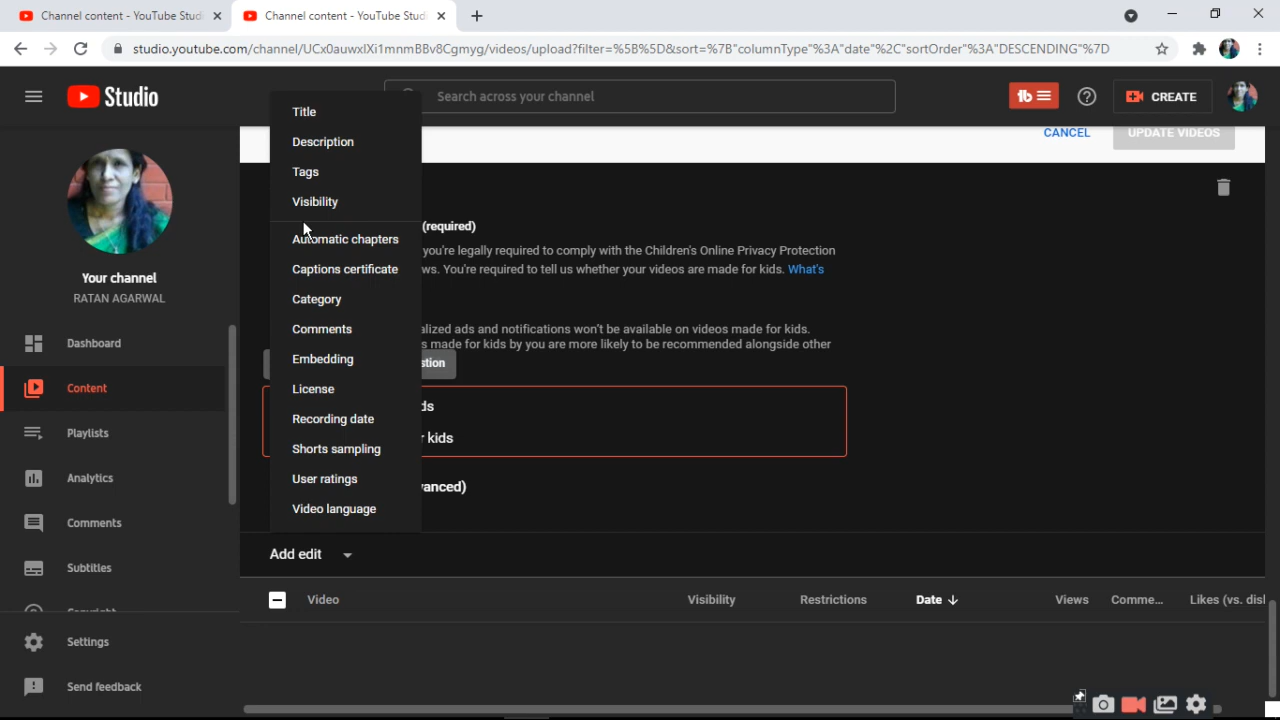 Channel content - YouTube Studi
Channel content - YouTube Studi
studio.youtube.com/channel/UCx0auwxIXi1mnmBBv8Cgmyg/videos/upload?filter=%5B%5D&sort=%7B"columnType"%3A"date"%2C"sortOrder"%3A"DESCENDING"%7D
Studio
Search across your channel
CREATE
CANCEL
UPDATE VIDEOS
Your channel
RATAN AGARWAL
Dashboard
Content
Playlists
Analytics
Comments
Subtitles
Copyright
Settings
Send feedback
Title
Description
Tags
Visibility
Automatic chapters
Captions certificate
Category
Comments
Embedding
License
Recording date
Shorts sampling
User ratings
Video language
(required)
you're legally required to comply with the Children's Online Privacy Protection
ws. You're required to tell us whether your videos are made for kids. What's
alized ads and notifications won't be available on videos made for kids.
s made for kids by you are more likely to be recommended alongside other
stion
ds
r kids
vanced)
Add edit
Video
Visibility
Restrictions
Date
Views
Comme...
Likes (vs. disl